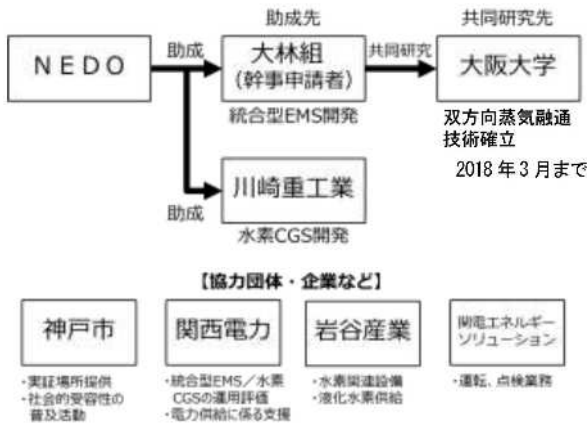 助成先
共同研究先
NEDO
助成
大林組
(幹事申請者)
共同研究
大阪大学
統合型EMS開発
双方向蒸気融通
技術確立
2018年3月まで
助成
川崎重工業
水素CGS開発
【協力団体・企業など】
神戸市
関西電力
岩谷産業
関電エネルギー
ソリューション
・実証場所提供
・社会的受容性の
普及活動
・統合型EMS/水素
CGSの運用評価
・電力供給に係る支援
・水素関連設備
・液化水素供給
・運転、点検業務